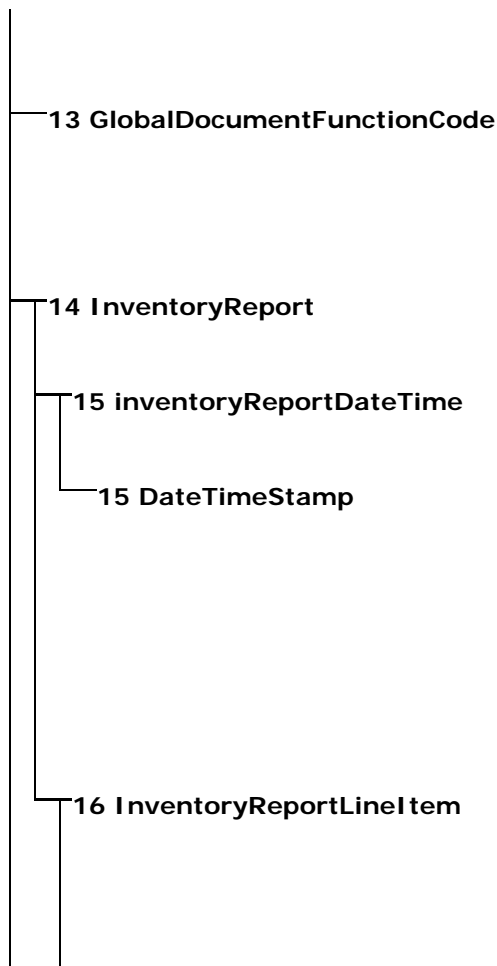 13 GlobalDocumentFunctionCode
14 InventoryReport
15 inventoryReportDateTime
15 DateTimeStamp
16 InventoryReportLineItem